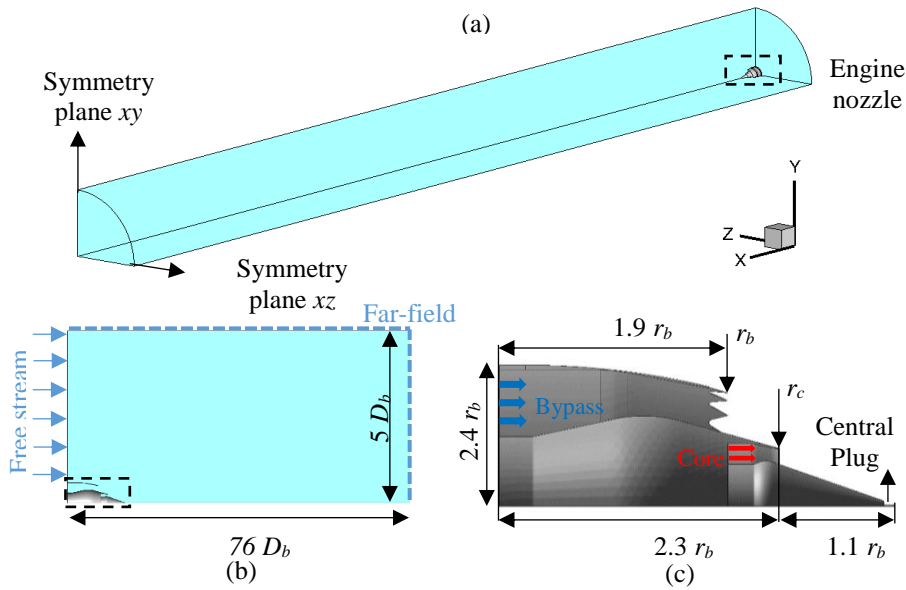 (a)
Symmetry
plane xy
Engine
nozzle
Y
Z
X
Symmetry
plane xz
Far-field
Free stream
5 D_b
76 D_b
(b)
1.9 r_b
r_b
r_c
2.4 r_b
Bypass
Core
Central
Plug
2.3 r_b
1.1 r_b
(c)